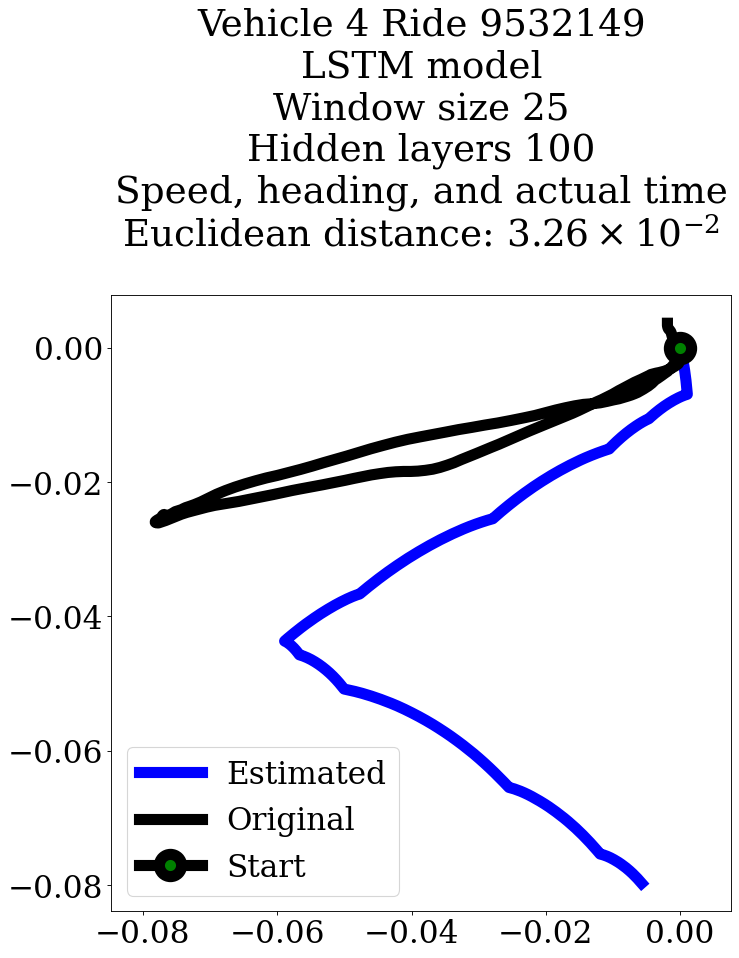 Vehicle 4 Ride 9532149
LSTM model
Window size 25
Hidden layers 100
Speed, heading, and actual time
Euclidean distance: 3.26 × 10⁻²
0.00
−0.02
−0.04
−0.06
−0.08
Estimated
Original
Start
−0.08 −0.06 −0.04 −0.02 0.00